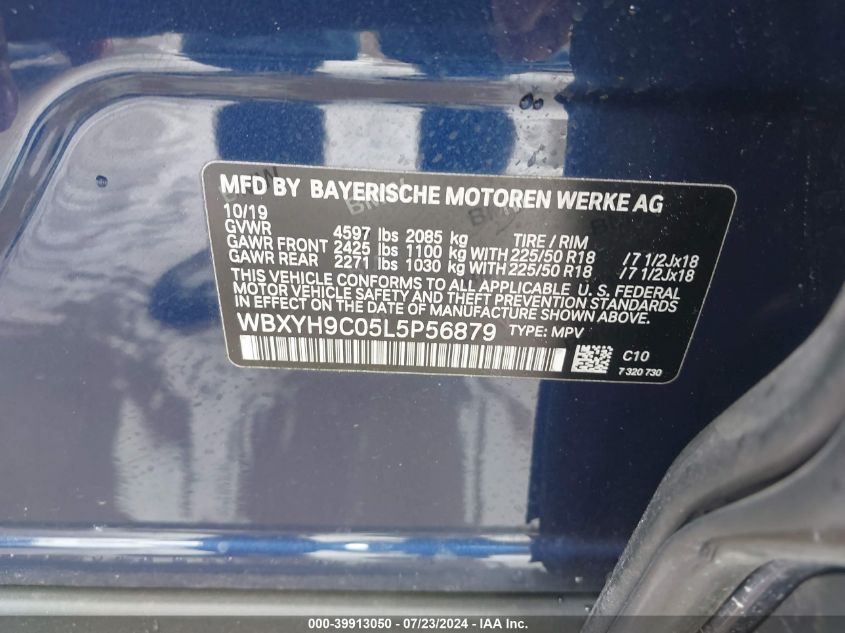 MFD BY BAYERISCHE MOTOREN WERKE AG
10/19
GVWR 4597 lbs 2085 kg TIRE / RIM
GAWR FRONT 2425 lbs 1100 kg WITH 225/50 R18 /7 1/2Jx18
GAWR REAR 2271 lbs 1030 kg WITH 225/50 R18 /7 1/2Jx18
THIS VEHICLE CONFORMS TO ALL APPLICABLE U. S. FEDERAL
MOTOR VEHICLE SAFETY AND THEFT PREVENTION STANDARDS
IN EFFECT ON THE DATE OF MANUFACTURE SHOWN ABOVE.
WBXYH9C05L5P56879 TYPE: MPV
C10
7 320 730
000-39913050 - 07/23/2024 - IAAI.COM